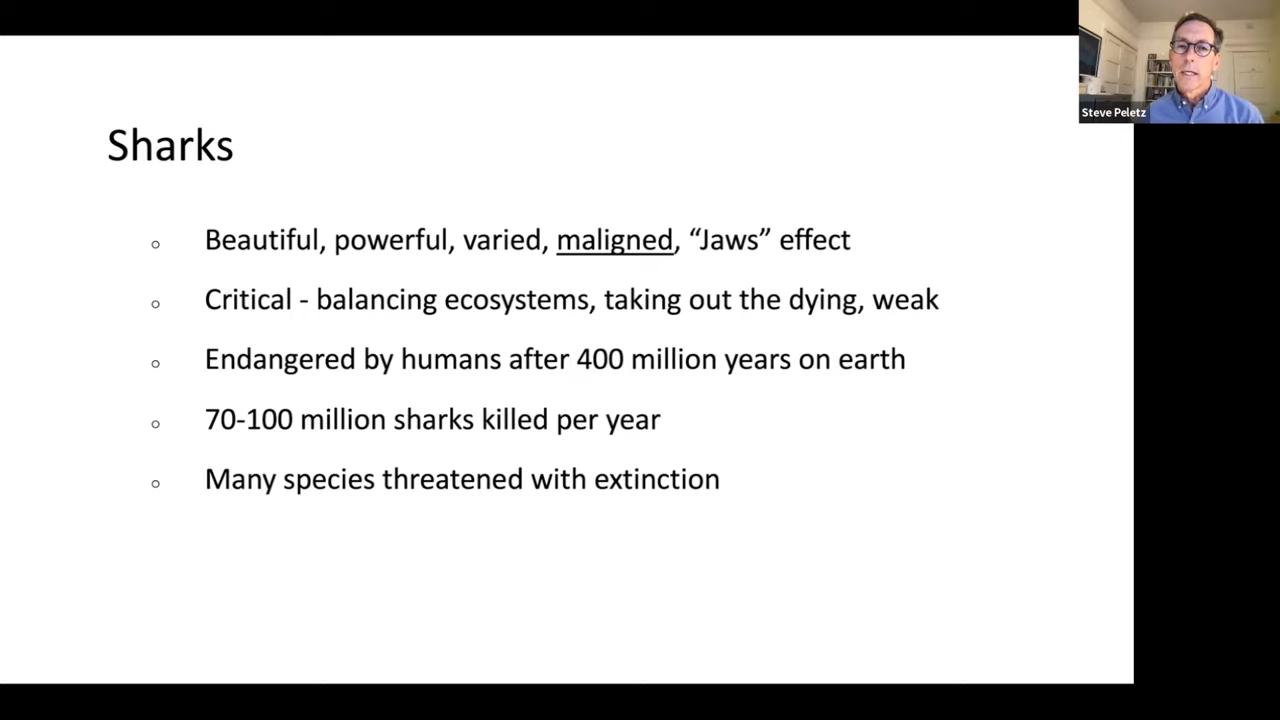 Steve Peletz
Sharks
○ Beautiful, powerful, varied, maligned, “Jaws” effect
○ Critical - balancing ecosystems, taking out the dying, weak
○ Endangered by humans after 400 million years on earth
○ 70-100 million sharks killed per year
○ Many species threatened with extinction